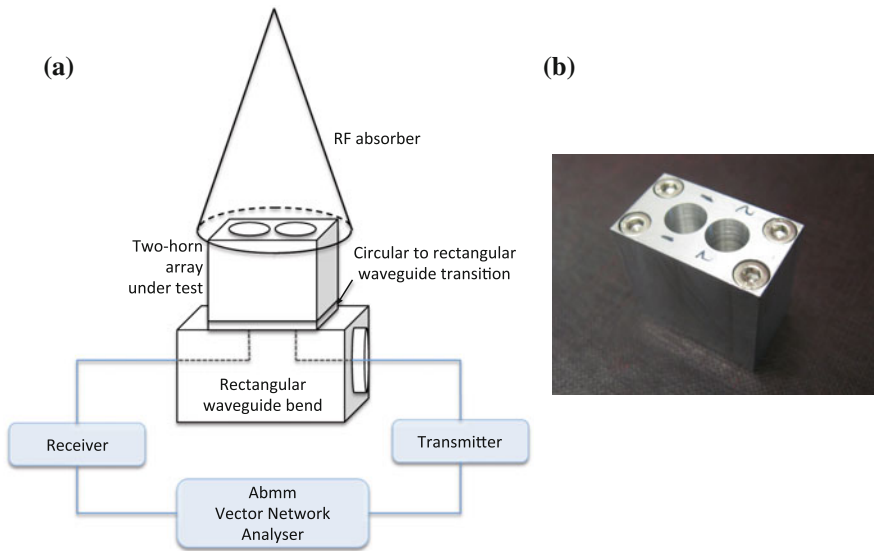 (a)
(b)
RF absorber
Two-horn
array
under test
Circular to rectangular
waveguide transition
Rectangular
waveguide bend
Receiver
Transmitter
Abmm
Vector Network
Analyser